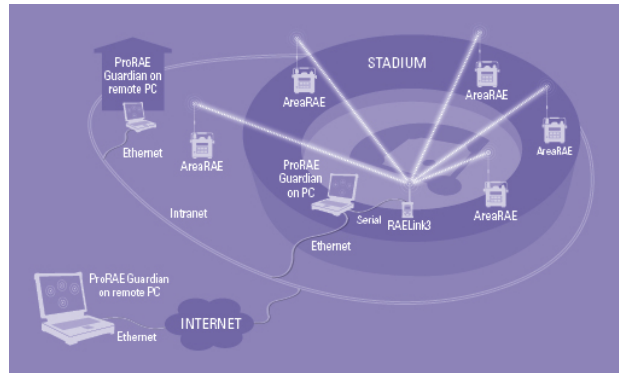 ProRAE
Guardian on
remote PC
Ethernet
STADIUM
AreaRAE
AreaRAE
AreaRAE
AreaRAE
AreaRAE
ProRAE
Guardian
on PC
Serial
RAELink3
Intranet
Ethernet
ProRAE Guardian
on remote PC
Ethernet
INTERNET